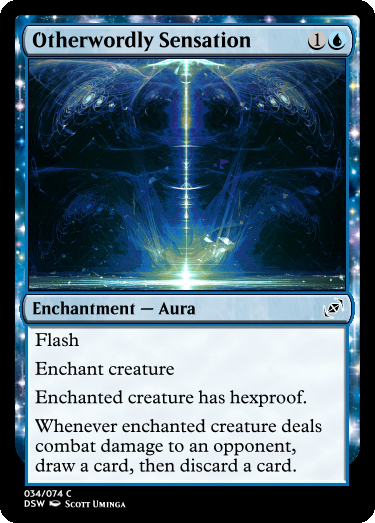 Otherwordly Sensation 1
Enchantment — Aura
Flash
Enchant creature
Enchanted creature has hexproof.
Whenever enchanted creature deals
combat damage to an opponent,
draw a card, then discard a card.
034/074 C
DSW Scott Uminga